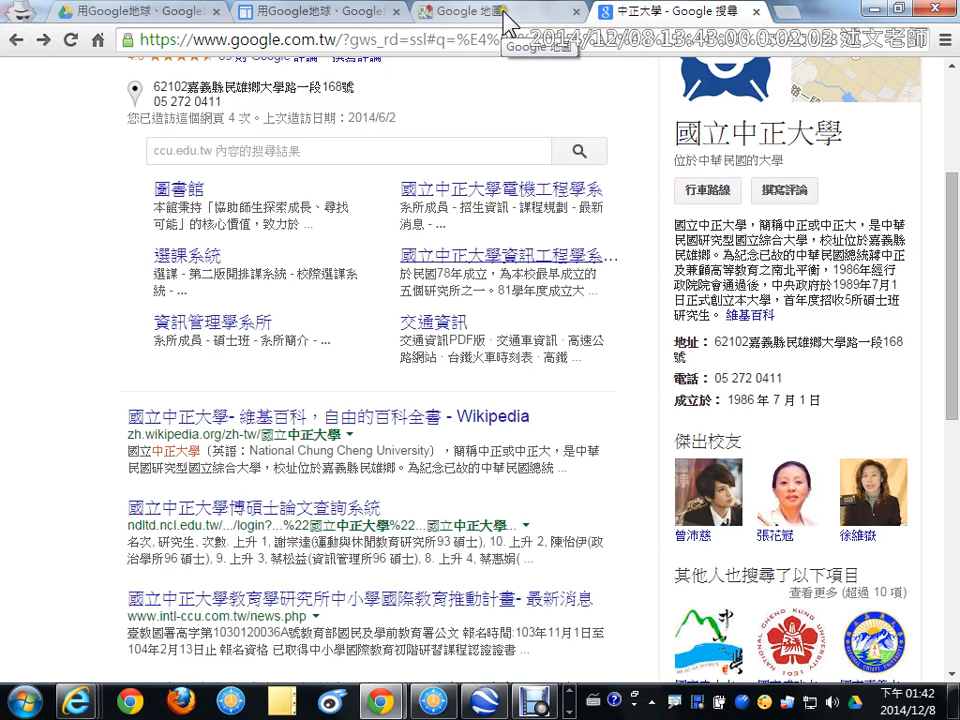 用Google地球、Google
用Google地球、Google
Google 地圖
中正大學 - Google 搜尋
https://www.google.com.tw/?gws_rd=ssl#q=%E4%
2014/12/08 13:43:00 0:02:02 述文老師
Google 地圖
62102嘉義縣民雄鄉大學路一段168號
05 272 0411
您已造訪這個網頁 4 次。上次造訪日期：2014/6/2
ccu.edu.tw 內容的搜尋結果
圖書館
本館秉持「協助師生探索成長、尋找
可能」的核心價值，致力於 ...
國立中正大學電機工程學系
系所成員 - 招生資訊 - 課程規劃 - 最新
消息 - ...
選課系統
選課 - 第二版開排課系統 - 校際選課系
統 - ...
國立中正大學資訊工程學系...
於民國78年成立，為本校最早成立的
五個研究所之一。81學年度成立大 ...
資訊管理學系所
系所成員 - 碩士班 - 系所簡介 - ...
交通資訊
交通資訊PDF版 · 交通車資訊 · 高速公
路網站 · 台鐵火車時刻表 · 高鐵 ...
國立中正大學- 維基百科，自由的百科全書 - Wikipedia
zh.wikipedia.org/zh-tw/國立中正大學
國立中正大學（英語：National Chung Cheng University），簡稱中正或中正大，是中華
民國研究型國立綜合大學，校址位於嘉義縣民雄鄉。為紀念已故的中華民國總統 ...
國立中正大學博碩士論文查詢系統
ndltd.ncl.edu.tw/.../login?...%22國立中正大學%22...國立中正大學...
名次, 研究生, 次數. 上升 1, 謝宗達(運動與休閒教育研究所93 碩士), 10. 上升 2, 陳怡伊(政
治學所96 碩士), 9. 上升 3, 蔡松益(資訊管理所96 碩士), 8. 上升 4, 蔡惠娟( ...
國立中正大學教育學研究所中小學國際教育推動計畫- 最新消息
www.intl-ccu.com.tw/news.php
臺教國署高字第1030120036A號教育部國民及學前教育署公文 報名時間:103年11月1日至
104年2月13日止 報名資格 已取得中小學國際教育初階研習課程認證證書 ...
國立中正大學
位於中華民國的大學
行車路線
撰寫評論
國立中正大學，簡稱中正或中正大，是中華
民國研究型國立綜合大學，校址位於嘉義縣
民雄鄉。為紀念已故的中華民國總統蔣中正
及兼顧高等教育之南北平衡，1986年經行
政院院會通過後，中央政府於1989年7月1
日正式創立本大學，首年度招收5所碩士班
研究生。 維基百科
地址： 62102嘉義縣民雄鄉大學路一段168
號
電話： 05 272 0411
成立於： 1986 年 7 月 1 日
傑出校友
曾沛慈
張花冠
徐維嶽
其他人也搜尋了以下項目
查看更多 (超過 10 項)
下午 01:42
2014/12/8